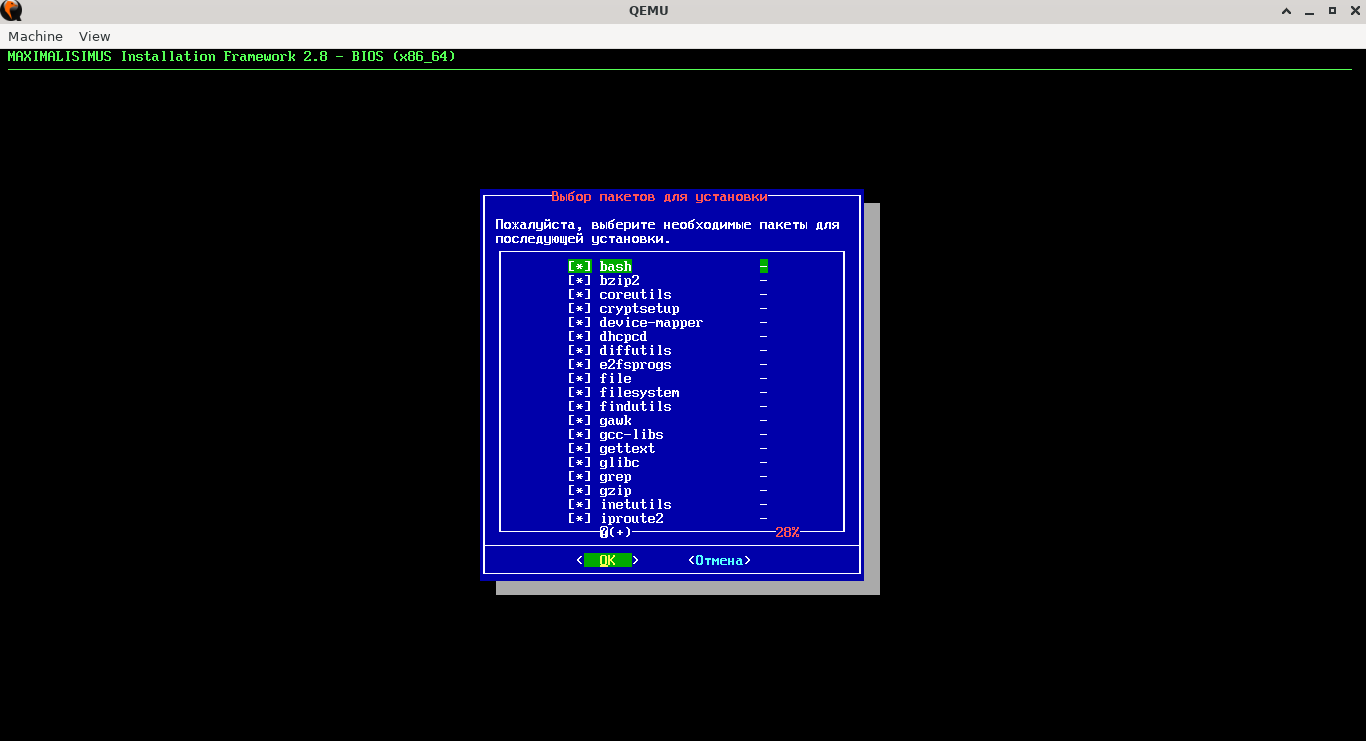 QEMU
Machine View
MAXIMALISIMUS Installation Framework 2.8 - BIOS (x86_64)
Выбор пакетов для установки
Пожалуйста, выберите необходимые пакеты для
последующей установки.
[*] bash -
[*] bzip2 -
[*] coreutils -
[*] cryptsetup -
[*] device-mapper -
[*] dhcpcd -
[*] diffutils -
[*] e2fsprogs -
[*] file -
[*] filesystem -
[*] findutils -
[*] gawk -
[*] gcc-libs -
[*] gettext -
[*] glibc -
[*] grep -
[*] gzip -
[*] inetutils -
[*] iproute2 -
(+) 28%
< OK > <Отмена>